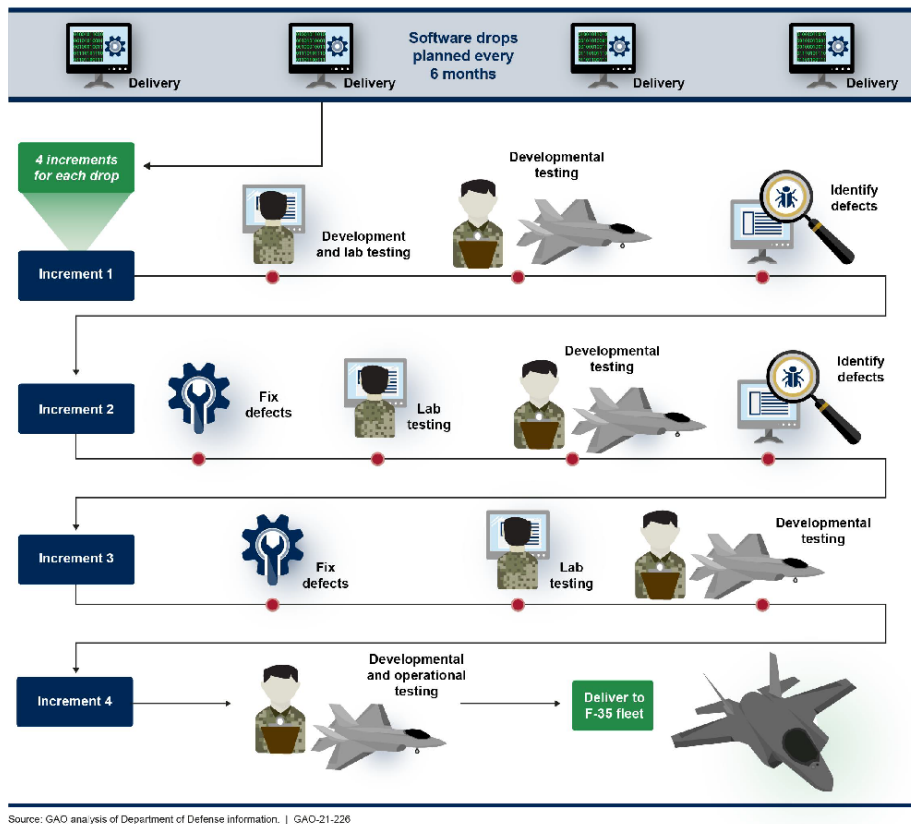 Software drops
planned every
6 months
Delivery
Delivery
Delivery
Delivery
4 increments
for each drop
Increment 1
Development
and lab testing
Developmental
testing
Identify
defects
Increment 2
Fix
defects
Lab
testing
Developmental
testing
Identify
defects
Increment 3
Fix
defects
Lab
testing
Developmental
testing
Increment 4
Developmental
and operational
testing
Deliver to
F-35 fleet
Source: GAO analysis of Department of Defense information. | GAO-21-226